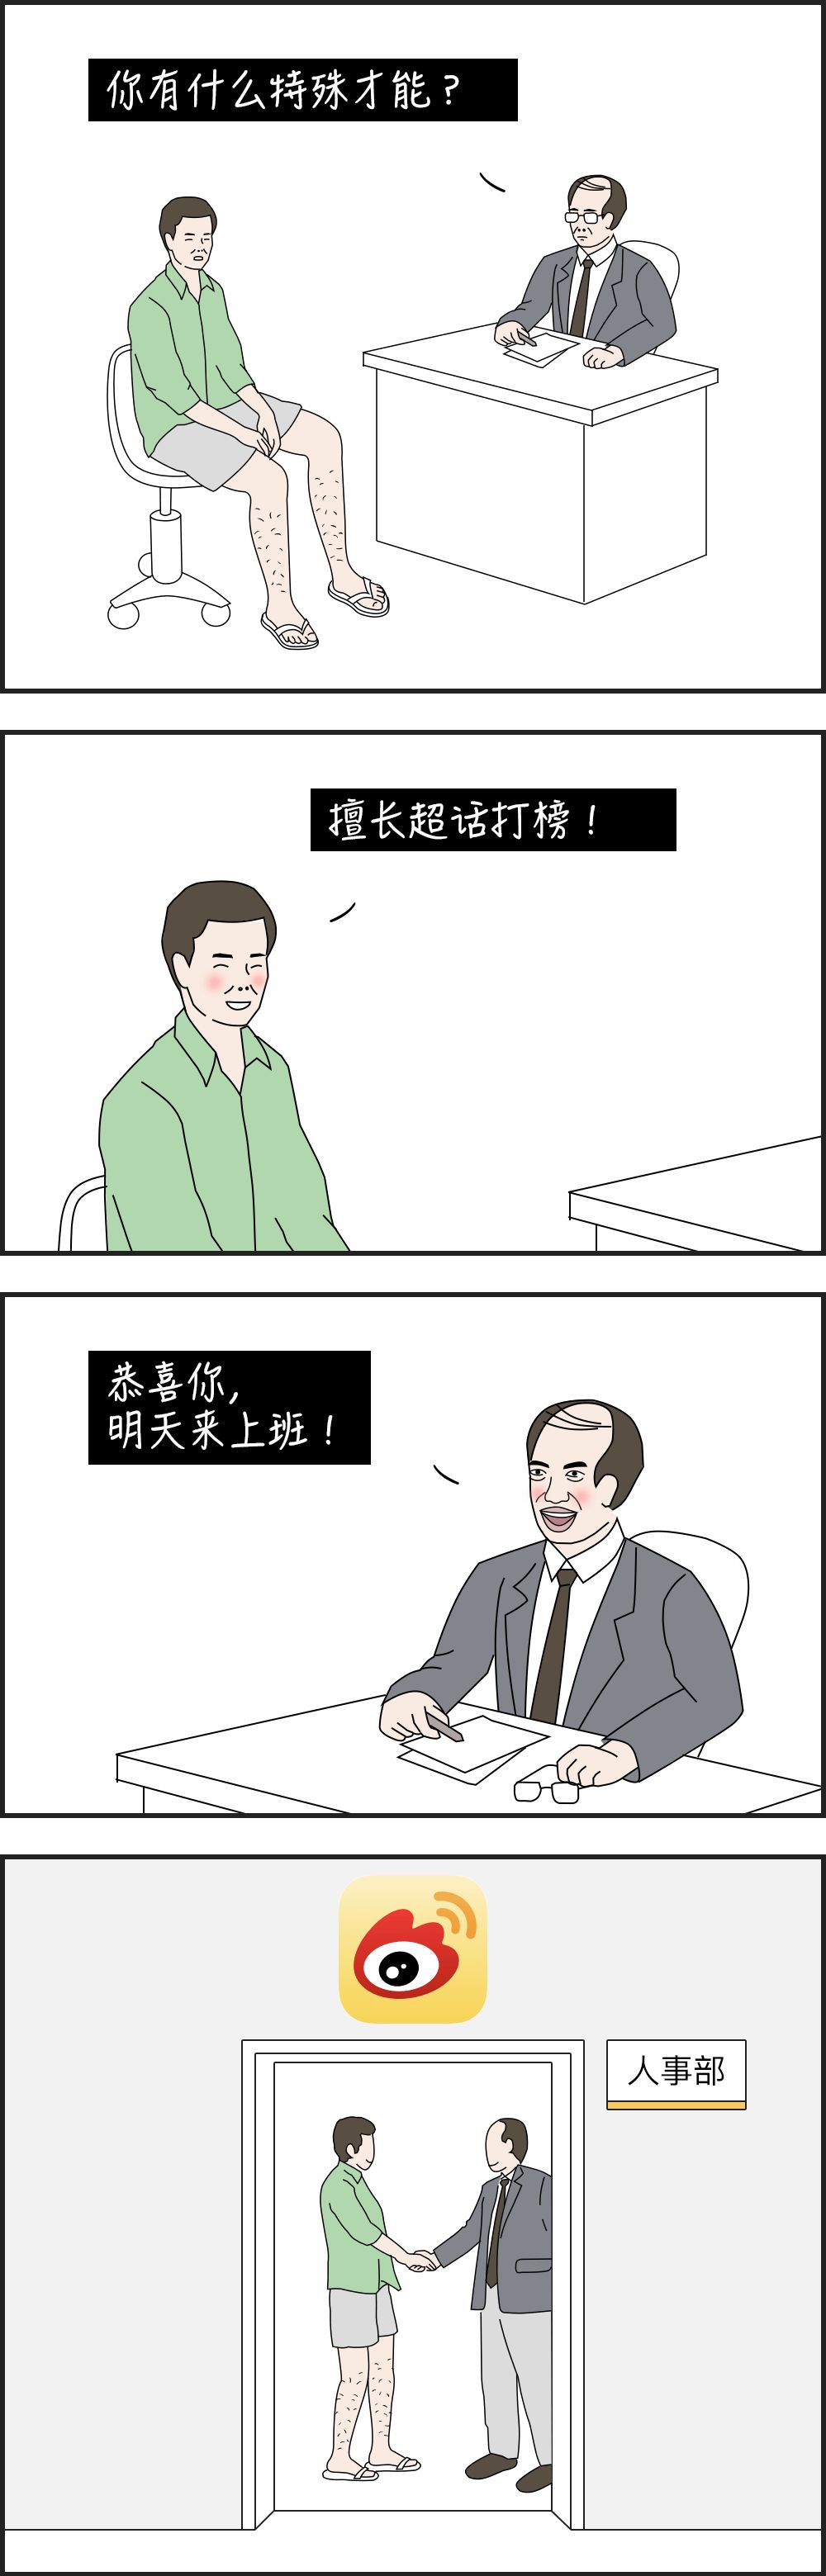 你有什么特殊才能？
擅长超话打榜！
恭喜你,
明天来上班！
人事部